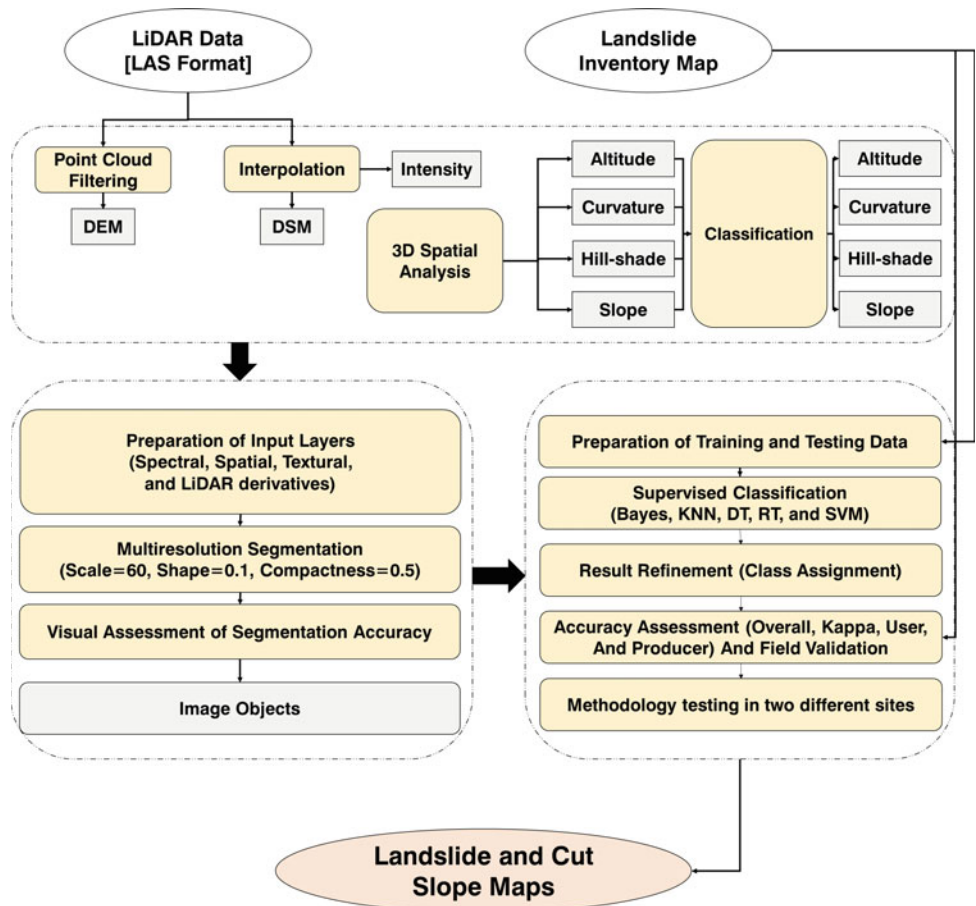 LiDAR Data
[LAS Format]
Landslide
Inventory Map
Point Cloud
Filtering
DEM
Interpolation
DSM
Intensity
3D Spatial
Analysis
Altitude
Curvature
Hill-shade
Slope
Classification
Altitude
Curvature
Hill-shade
Slope
Preparation of Input Layers
(Spectral, Spatial, Textural,
and LiDAR derivatives)
Multiresolution Segmentation
(Scale=60, Shape=0.1, Compactness=0.5)
Visual Assessment of Segmentation Accuracy
Image Objects
Preparation of Training and Testing Data
Supervised Classification
(Bayes, KNN, DT, RT, and SVM)
Result Refinement (Class Assignment)
Accuracy Assessment (Overall, Kappa, User,
And Producer) And Field Validation
Methodology testing in two different sites
Landslide and Cut
Slope Maps